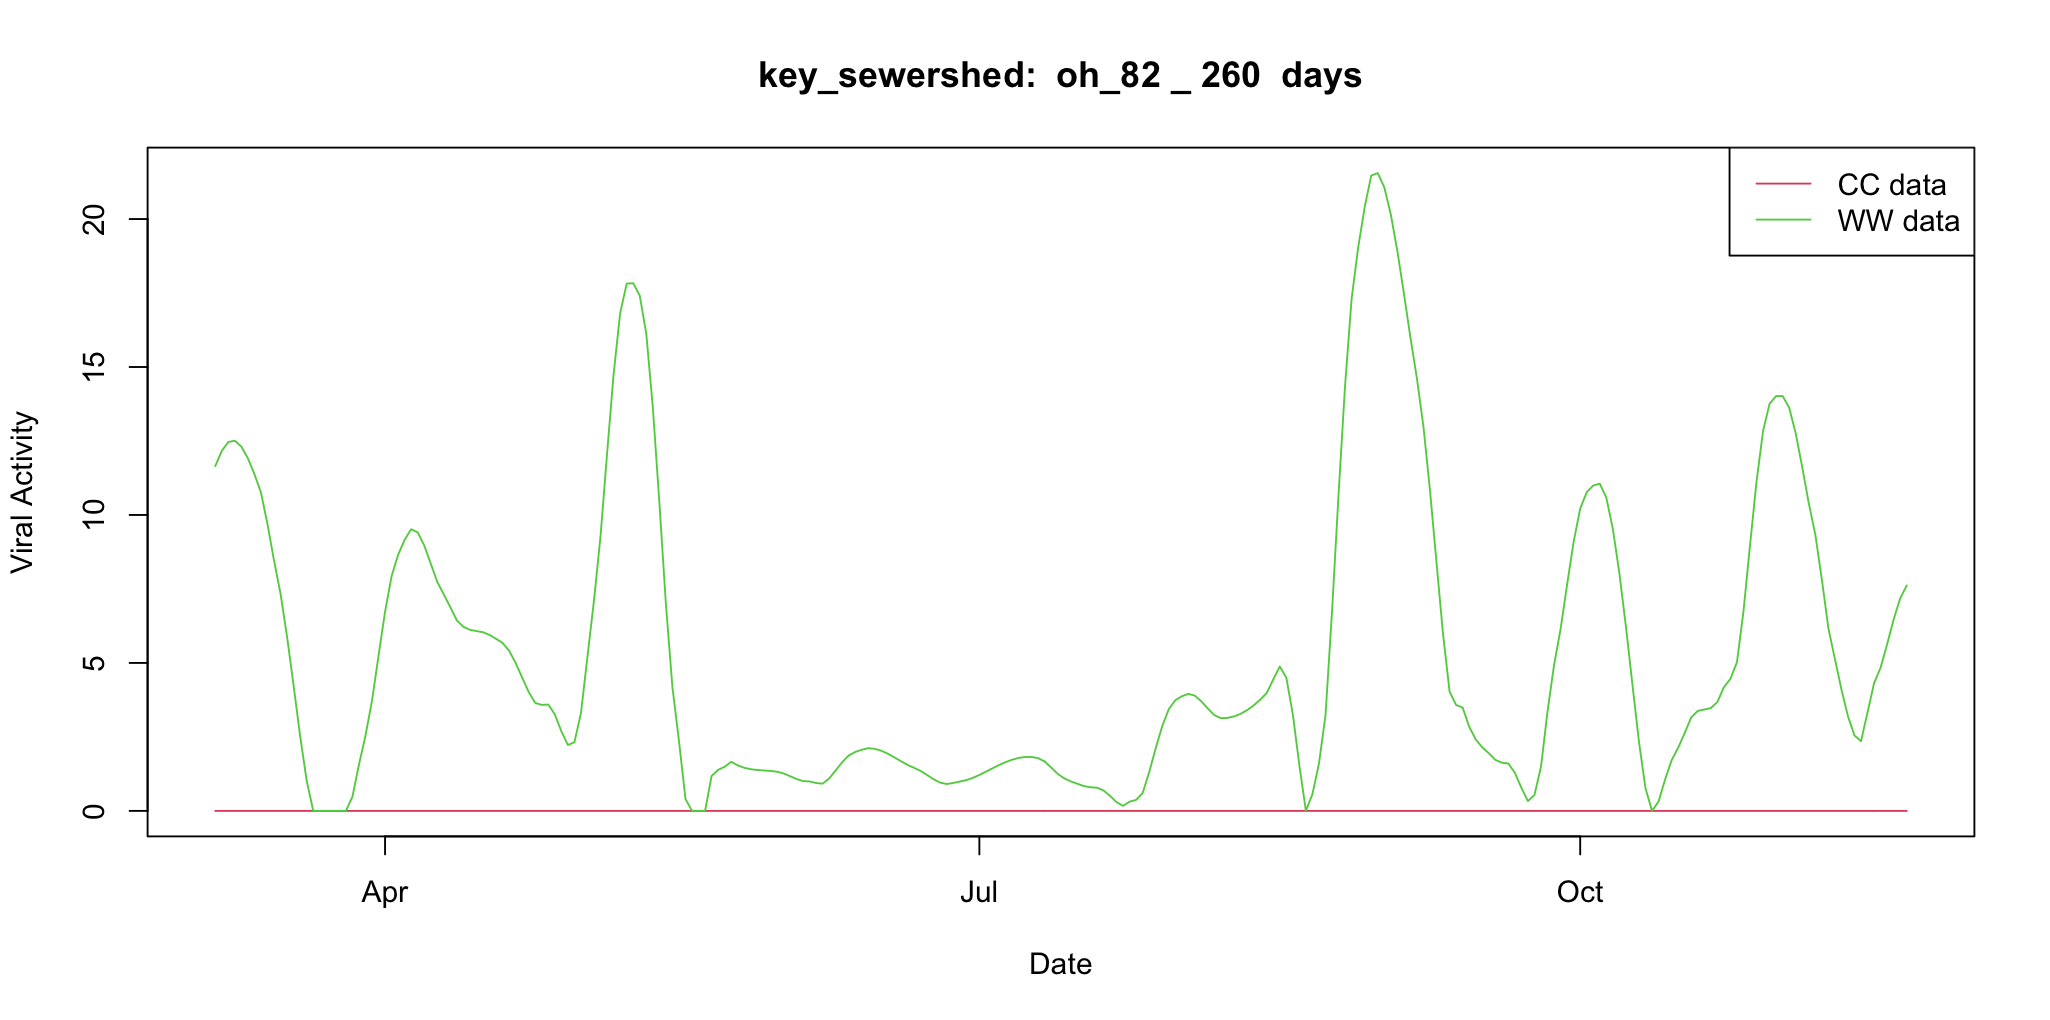 key_sewershed: oh_82 _ 260 days
CC data
WW data
Viral Activity
20
15
10
5
0
Apr
Jul
Oct
Date